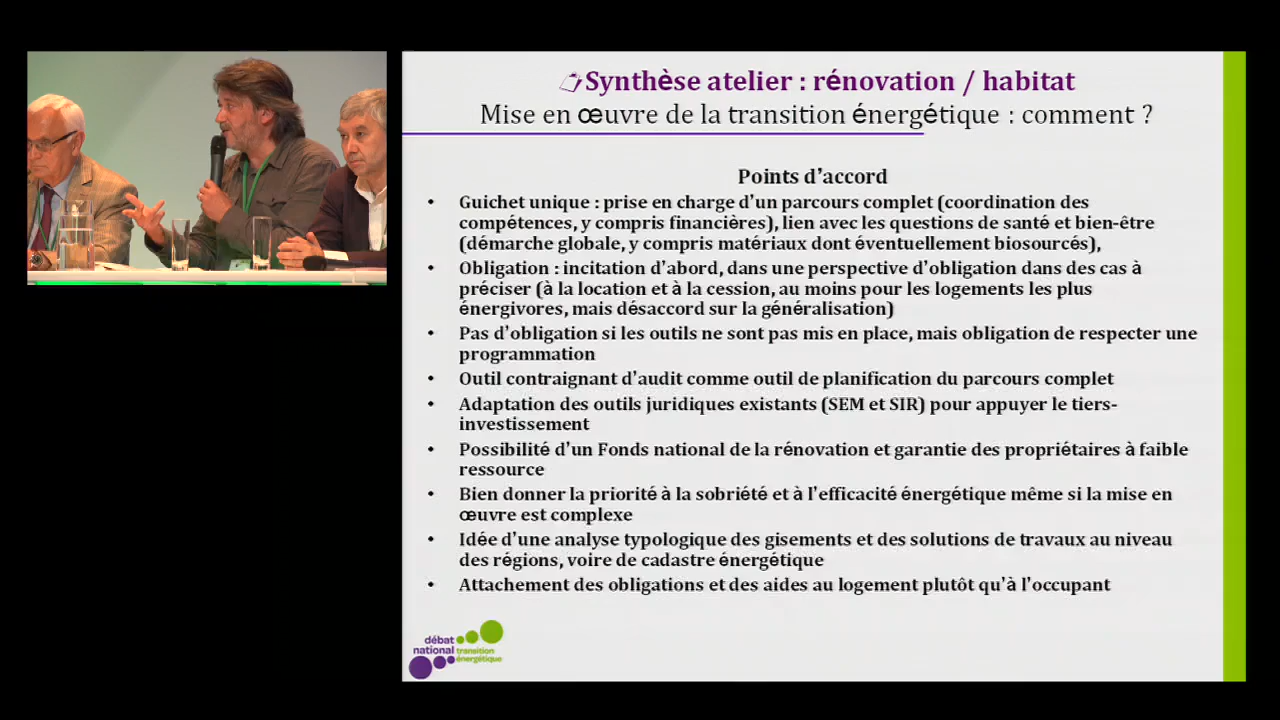 Synthèse atelier : rénovation / habitat
Mise en œuvre de la transition énergétique : comment ?
Points d’accord
• Guichet unique : prise en charge d’un parcours complet (coordination des
compétences, y compris financières), lien avec les questions de santé et bien-être
(démarche globale, y compris matériaux dont éventuellement biosourcés),
• Obligation : incitation d’abord, dans une perspective d’obligation dans des cas à
préciser (à la location et à la cession, au moins pour les logements les plus
énergivores, mais désaccord sur la généralisation)
• Pas d’obligation si les outils ne sont pas mis en place, mais obligation de respecter une
programmation
• Outil contraignant d’audit comme outil de planification du parcours complet
• Adaptation des outils juridiques existants (SEM et SIR) pour appuyer le tiers-
investissement
• Possibilité d’un Fonds national de la rénovation et garantie des propriétaires à faible
ressource
• Bien donner la priorité à la sobriété et à l’efficacité énergétique même si la mise en
œuvre est complexe
• Idée d’une analyse typologique des gisements et des solutions de travaux au niveau
des régions, voire de cadastre énergétique
• Attachement des obligations et des aides au logement plutôt qu’à l’occupant
débat
national transition
énergétique